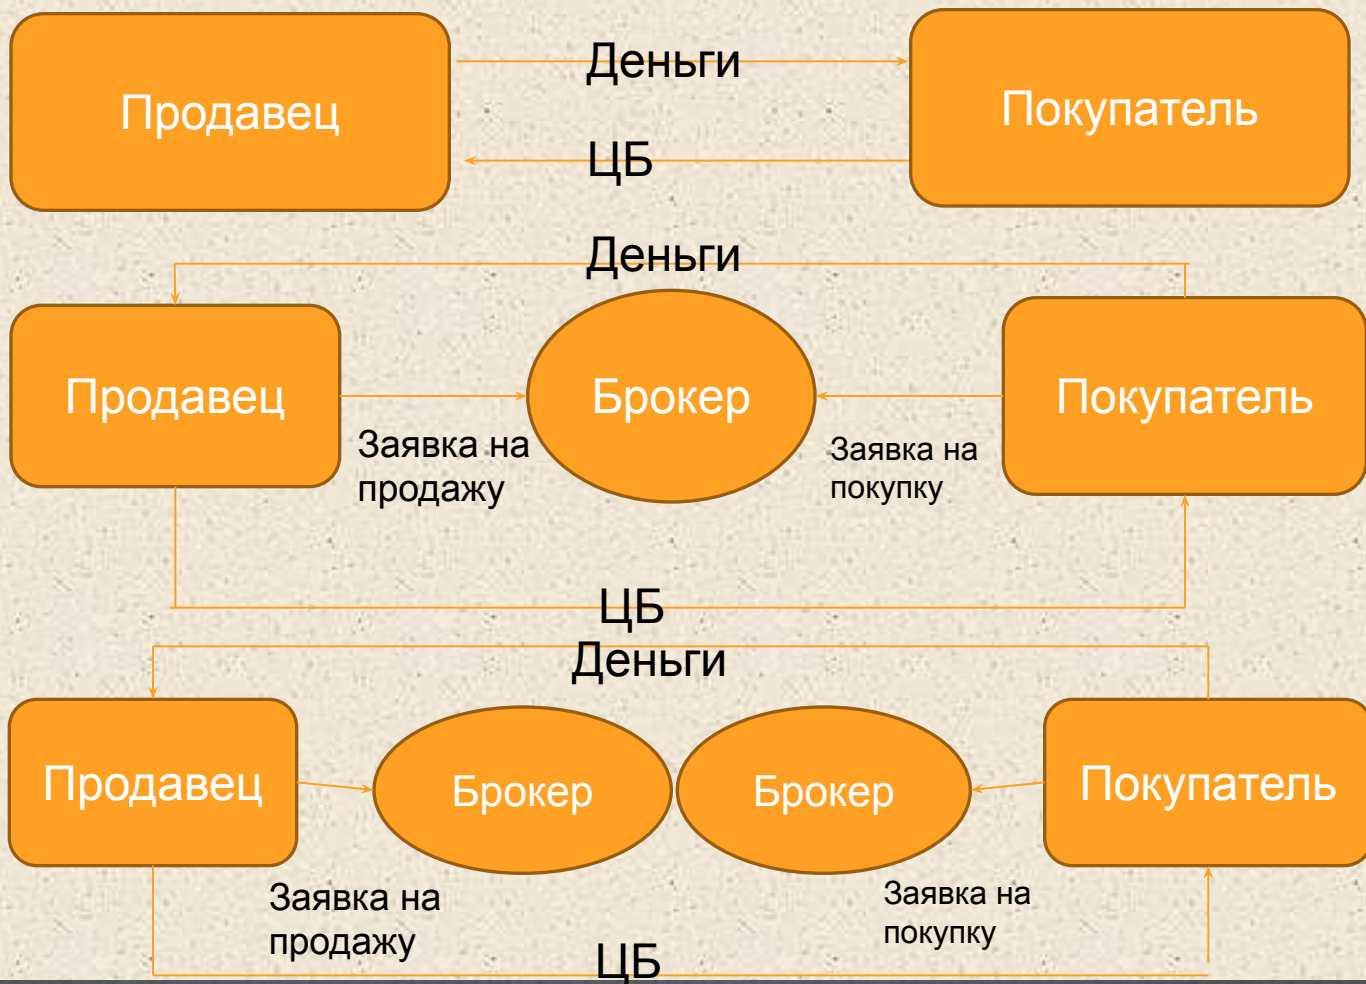 Деньги
Продавец
Покупатель
ЦБ
Деньги
Продавец
Брокер
Покупатель
Заявка на
продажу
Заявка на
покупку
ЦБ
Деньги
Продавец
Брокер
Брокер
Покупатель
Заявка на
продажу
Заявка на
покупку
ЦБ